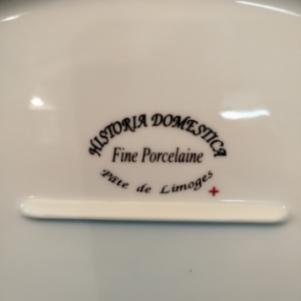 HISTORIA DOMESTICA
Fine Porcelaine
Pâte de Limoges